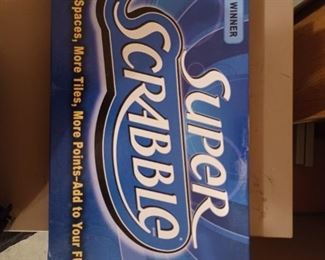 WINNER
SUPER
SCRABBLE
Spaces, More Tiles, More Points–Add to Your